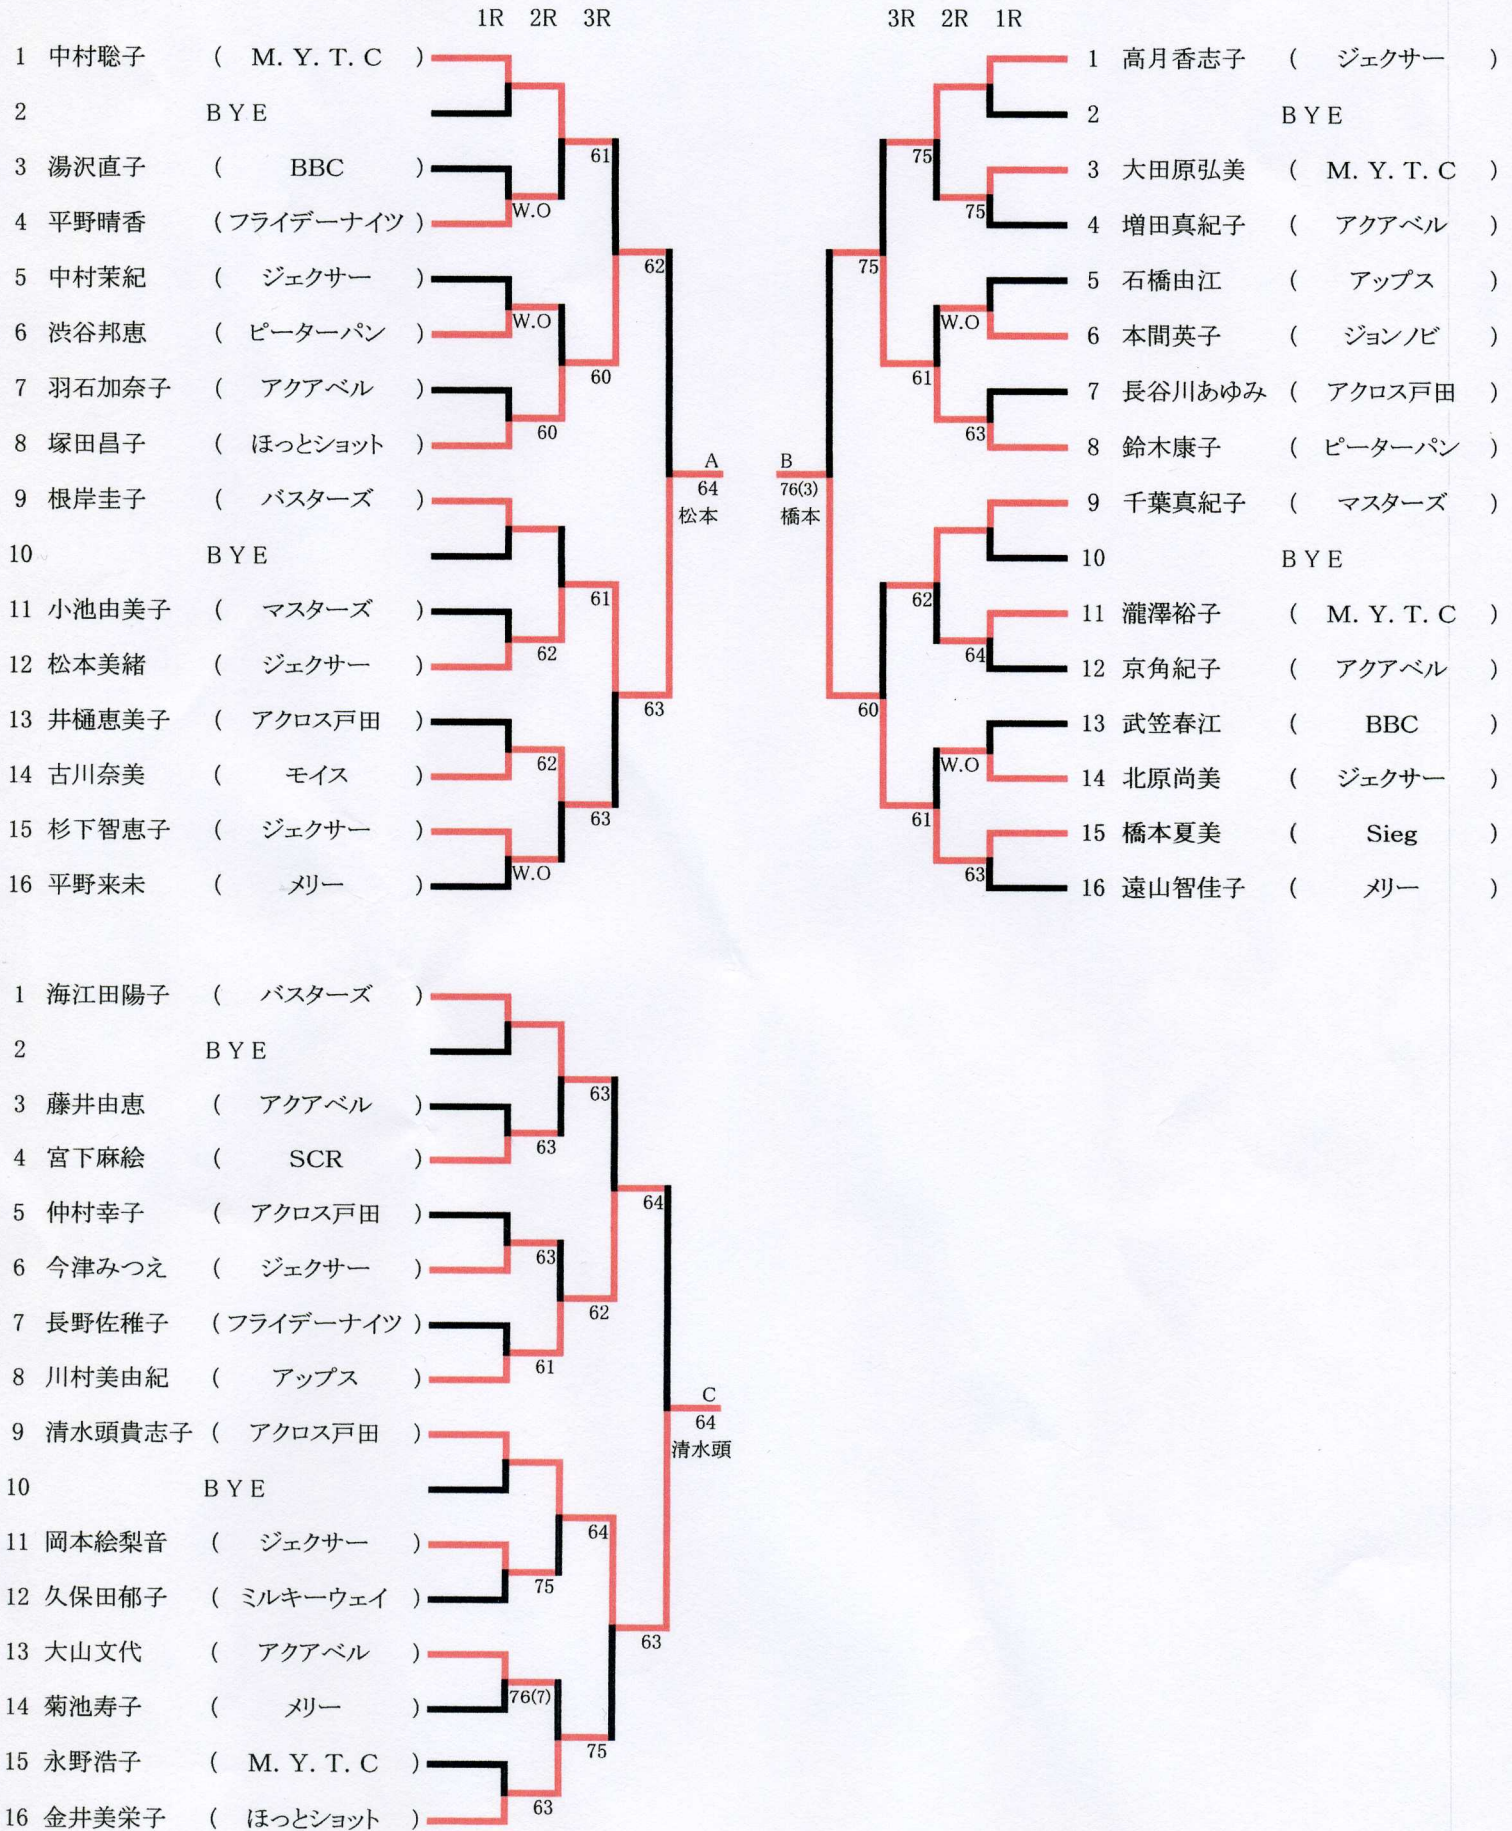 1R 2R 3R
1 中村聡子 ( M. Y. T. C )
2 BYE
3 湯沢直子 ( BBC )
4 平野晴香 ( フライデーナイツ )
5 中村茉紀 ( ジェクサー )
6 渋谷邦恵 ( ピーターパン )
7 羽石加奈子 ( アクアベル )
8 塚田昌子 ( ほっとショット )
9 根岸圭子 ( バスターズ )
10 BYE
11 小池由美子 ( マスターズ )
12 松本美緒 ( ジェクサー )
13 井樋恵美子 ( アクロス戸田 )
14 古川奈美 ( モイス )
15 杉下智恵子 ( ジェクサー )
16 平野来未 ( メリー )
W.O
W.O
60
62
62
W.O
61
60
61
63
62
63
A
64
松本
3R 2R 1R
1 高月香志子 ( ジェクサー )
2 BYE
3 大田原弘美 ( M. Y. T. C )
4 増田真紀子 ( アクアベル )
5 石橋由江 ( アップス )
6 本間英子 ( ジョンノビ )
7 長谷川あゆみ ( アクロス戸田 )
8 鈴木康子 ( ピーターパン )
9 千葉真紀子 ( マスターズ )
10 BYE
11 瀧澤裕子 ( M. Y. T. C )
12 京角紀子 ( アクアベル )
13 武笠春江 ( BBC )
14 北原尚美 ( ジェクサー )
15 橋本夏美 ( Sieg )
16 遠山智佳子 ( メリー )
75
W.O
63
64
W.O
63
75
61
62
61
75
60
B
76(3)
橋本
1 海江田陽子 ( バスターズ )
2 BYE
3 藤井由恵 ( アクアベル )
4 宮下麻絵 ( SCR )
5 仲村幸子 ( アクロス戸田 )
6 今津みつえ ( ジェクサー )
7 長野佐稚子 ( フライデーナイツ )
8 川村美由紀 ( アップス )
9 清水頭貴志子 ( アクロス戸田 )
10 BYE
11 岡本絵梨音 ( ジェクサー )
12 久保田郁子 ( ミルキーウェイ )
13 大山文代 ( アクアベル )
14 菊池寿子 ( メリー )
15 永野浩子 ( M. Y. T. C )
16 金井美栄子 ( ほっとショット )
63
63
61
75
76(7)
63
63
62
64
75
64
63
C
64
清水頭